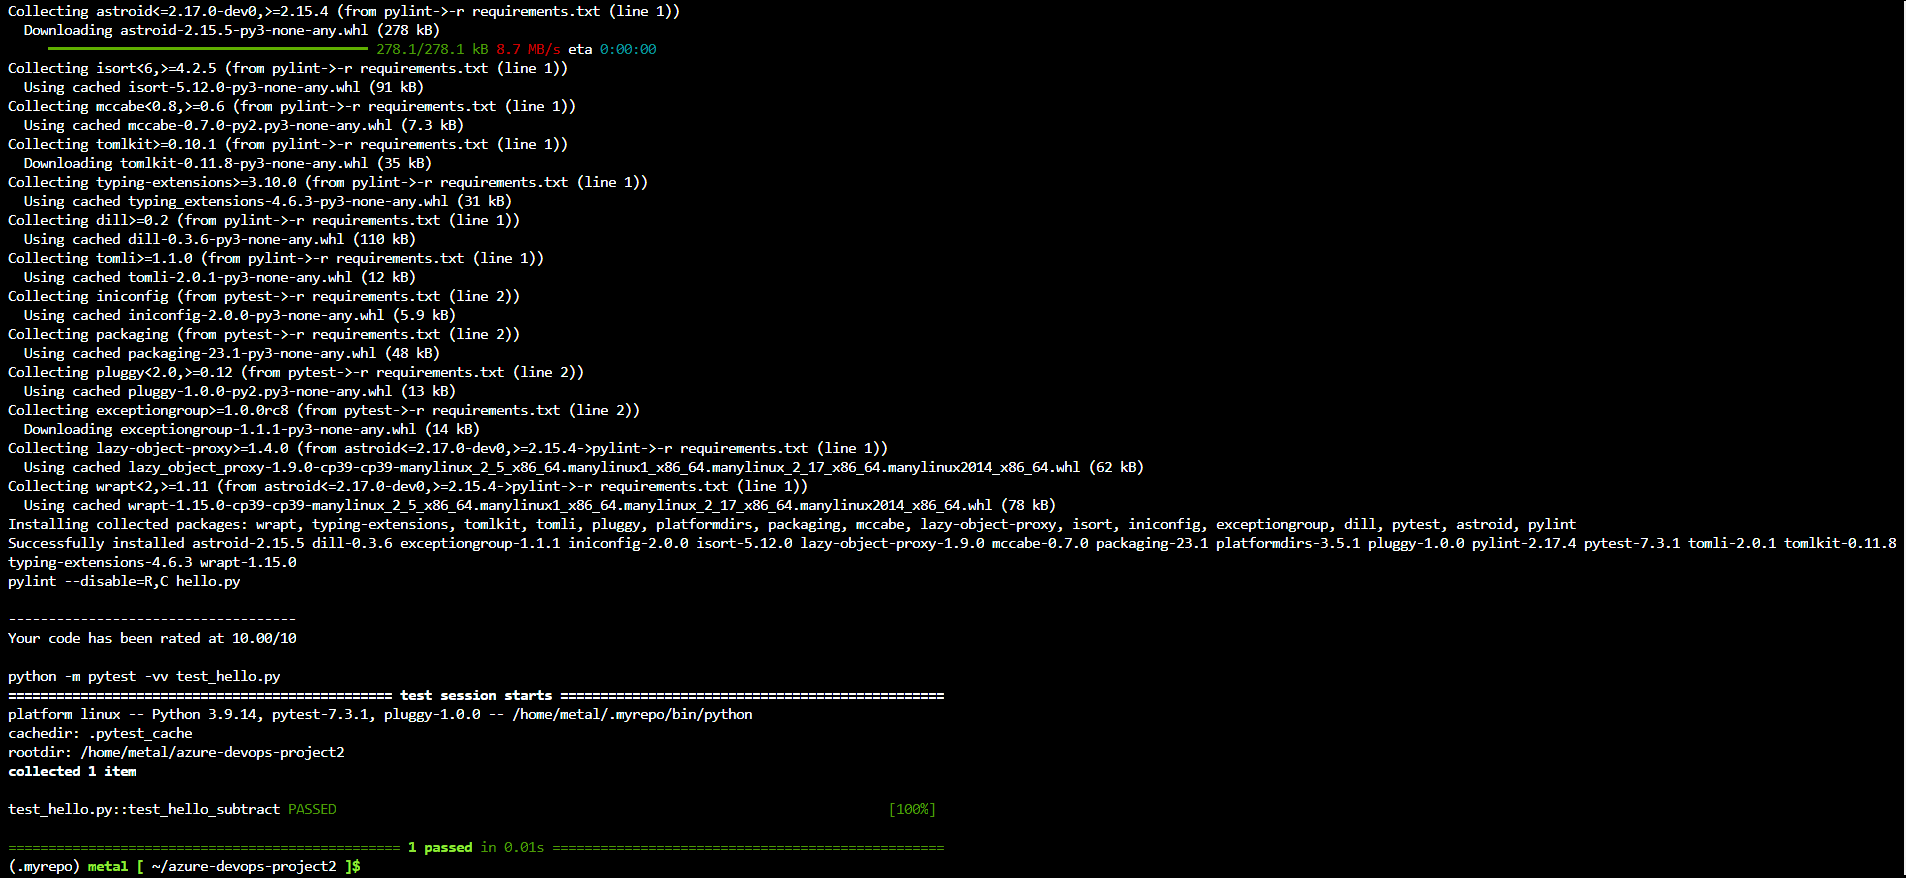 Collecting astroid<=2.17.0-dev0,>=2.15.4 (from pylint->-r requirements.txt (line 1))
  Downloading astroid-2.15.5-py3-none-any.whl (278 kB)
     ━━━━━━━━━━━━━━━━━━━━━━━━━━━━━━━━━━━━━━━━ 278.1/278.1 kB 8.7 MB/s eta 0:00:00
Collecting isort<6,>=4.2.5 (from pylint->-r requirements.txt (line 1))
  Using cached isort-5.12.0-py3-none-any.whl (91 kB)
Collecting mccabe<0.8,>=0.6 (from pylint->-r requirements.txt (line 1))
  Using cached mccabe-0.7.0-py2.py3-none-any.whl (7.3 kB)
Collecting tomlkit>=0.10.1 (from pylint->-r requirements.txt (line 1))
  Downloading tomlkit-0.11.8-py3-none-any.whl (35 kB)
Collecting typing-extensions>=3.10.0 (from pylint->-r requirements.txt (line 1))
  Using cached typing_extensions-4.6.3-py3-none-any.whl (31 kB)
Collecting dill>=0.2 (from pylint->-r requirements.txt (line 1))
  Using cached dill-0.3.6-py3-none-any.whl (110 kB)
Collecting tomli>=1.1.0 (from pylint->-r requirements.txt (line 1))
  Using cached tomli-2.0.1-py3-none-any.whl (12 kB)
Collecting iniconfig (from pytest->-r requirements.txt (line 2))
  Using cached iniconfig-2.0.0-py3-none-any.whl (5.9 kB)
Collecting packaging (from pytest->-r requirements.txt (line 2))
  Using cached packaging-23.1-py3-none-any.whl (48 kB)
Collecting pluggy<2.0,>=0.12 (from pytest->-r requirements.txt (line 2))
  Using cached pluggy-1.0.0-py2.py3-none-any.whl (13 kB)
Collecting exceptiongroup>=1.0.0rc8 (from pytest->-r requirements.txt (line 2))
  Downloading exceptiongroup-1.1.1-py3-none-any.whl (14 kB)
Collecting lazy-object-proxy>=1.4.0 (from astroid<=2.17.0-dev0,>=2.15.4->pylint->-r requirements.txt (line 1))
  Using cached lazy_object_proxy-1.9.0-cp39-cp39-manylinux_2_5_x86_64.manylinux1_x86_64.manylinux_2_17_x86_64.manylinux2014_x86_64.whl (62 kB)
Collecting wrapt<2,>=1.11 (from astroid<=2.17.0-dev0,>=2.15.4->pylint->-r requirements.txt (line 1))
  Using cached wrapt-1.15.0-cp39-cp39-manylinux_2_5_x86_64.manylinux1_x86_64.manylinux_2_17_x86_64.manylinux2014_x86_64.whl (78 kB)
Installing collected packages: wrapt, typing-extensions, tomlkit, tomli, pluggy, platformdirs, packaging, mccabe, lazy-object-proxy, isort, iniconfig, exceptiongroup, dill, pytest, astroid, pylint
Successfully installed astroid-2.15.5 dill-0.3.6 exceptiongroup-1.1.1 iniconfig-2.0.0 isort-5.12.0 lazy-object-proxy-1.9.0 mccabe-0.7.0 packaging-23.1 platformdirs-3.5.1 pluggy-1.0.0 pylint-2.17.4 pytest-7.3.1 tomli-2.0.1 tomlkit-0.11.8
typing-extensions-4.6.3 wrapt-1.15.0
pylint --disable=R,C hello.py

------------------------------------
Your code has been rated at 10.00/10

python -m pytest -vv test_hello.py
================================================ test session starts ================================================
platform linux -- Python 3.9.14, pytest-7.3.1, pluggy-1.0.0 -- /home/metal/.myrepo/bin/python
cachedir: .pytest_cache
rootdir: /home/metal/azure-devops-project2
collected 1 item

test_hello.py::test_hello_subtract PASSED [100%]

================================================= 1 passed in 0.01s =================================================
(.myrepo) metal [ ~/azure-devops-project2 ]$